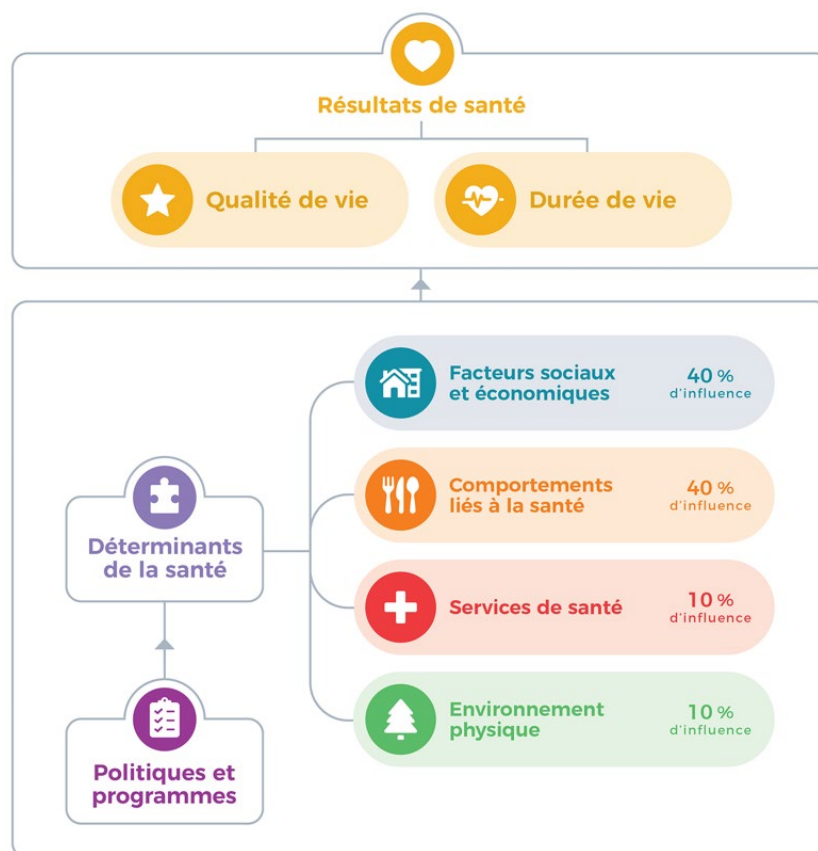 Résultats de santé
Qualité de vie
Durée de vie
Facteurs sociaux
et économiques
40 %
d'influence
Comportements
liés à la santé
40 %
d'influence
Déterminants
de la santé
Services de santé
10 %
d'influence
Environnement
physique
10 %
d'influence
Politiques et
programmes